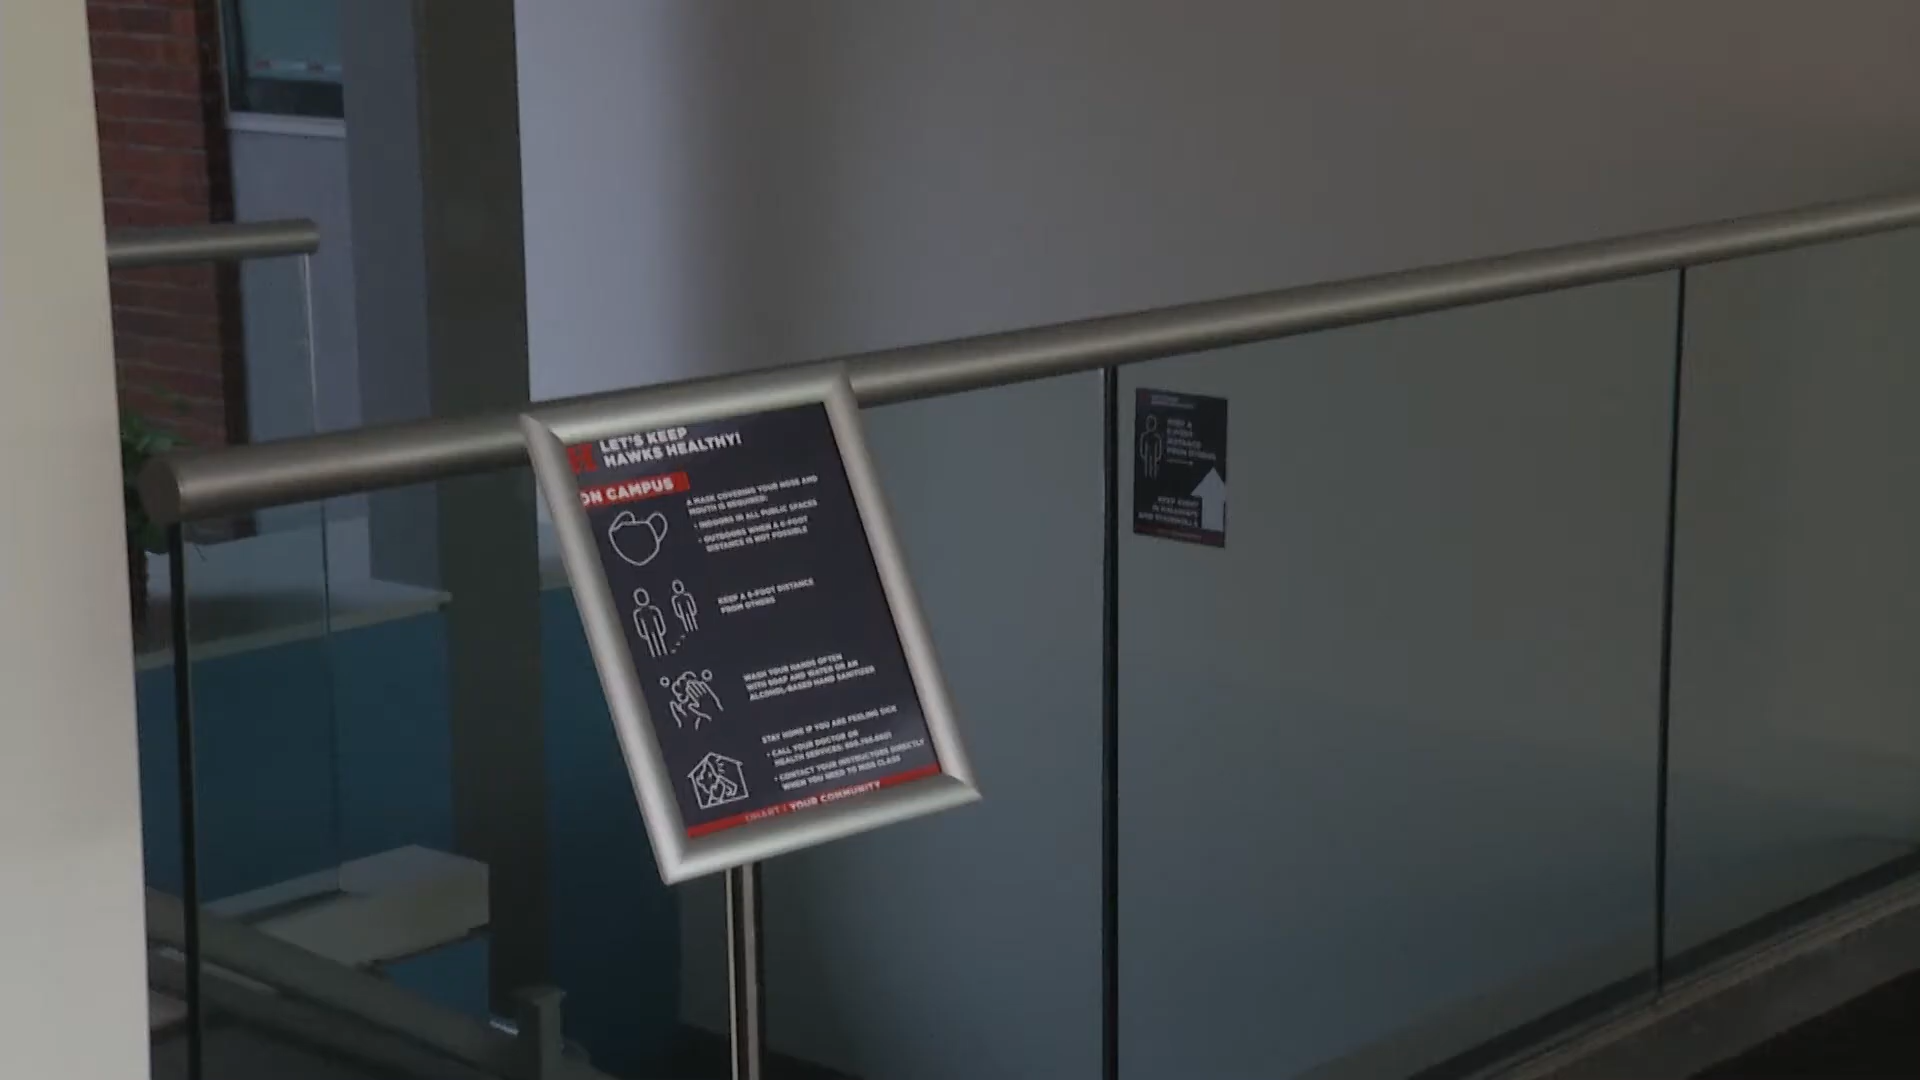 LET'S KEEP
HAWKS HEALTHY!
ON CAMPUS
A MASK COVERING YOUR NOSE AND
MOUTH IS REQUIRED:
• INDOORS IN ALL PUBLIC SPACES
• OUTDOORS WHEN A 6-FOOT
DISTANCE IS NOT POSSIBLE
KEEP A 6-FOOT DISTANCE
FROM OTHERS
WASH YOUR HANDS OFTEN
WITH SOAP AND WATER OR AN
ALCOHOL-BASED HAND SANITIZER
STAY HOME IF YOU ARE FEELING SICK
• CALL YOUR DOCTOR OR
HEALTH SERVICES:
• CONTACT YOUR INSTRUCTORS DIRECTLY
WHEN YOU NEED TO MISS CLASS
UHART / YOUR COMMUNITY
KEEP A
6-FOOT
DISTANCE
FROM OTHERS
KEEP RIGHT
IN HALLWAYS
AND STAIRWELLS